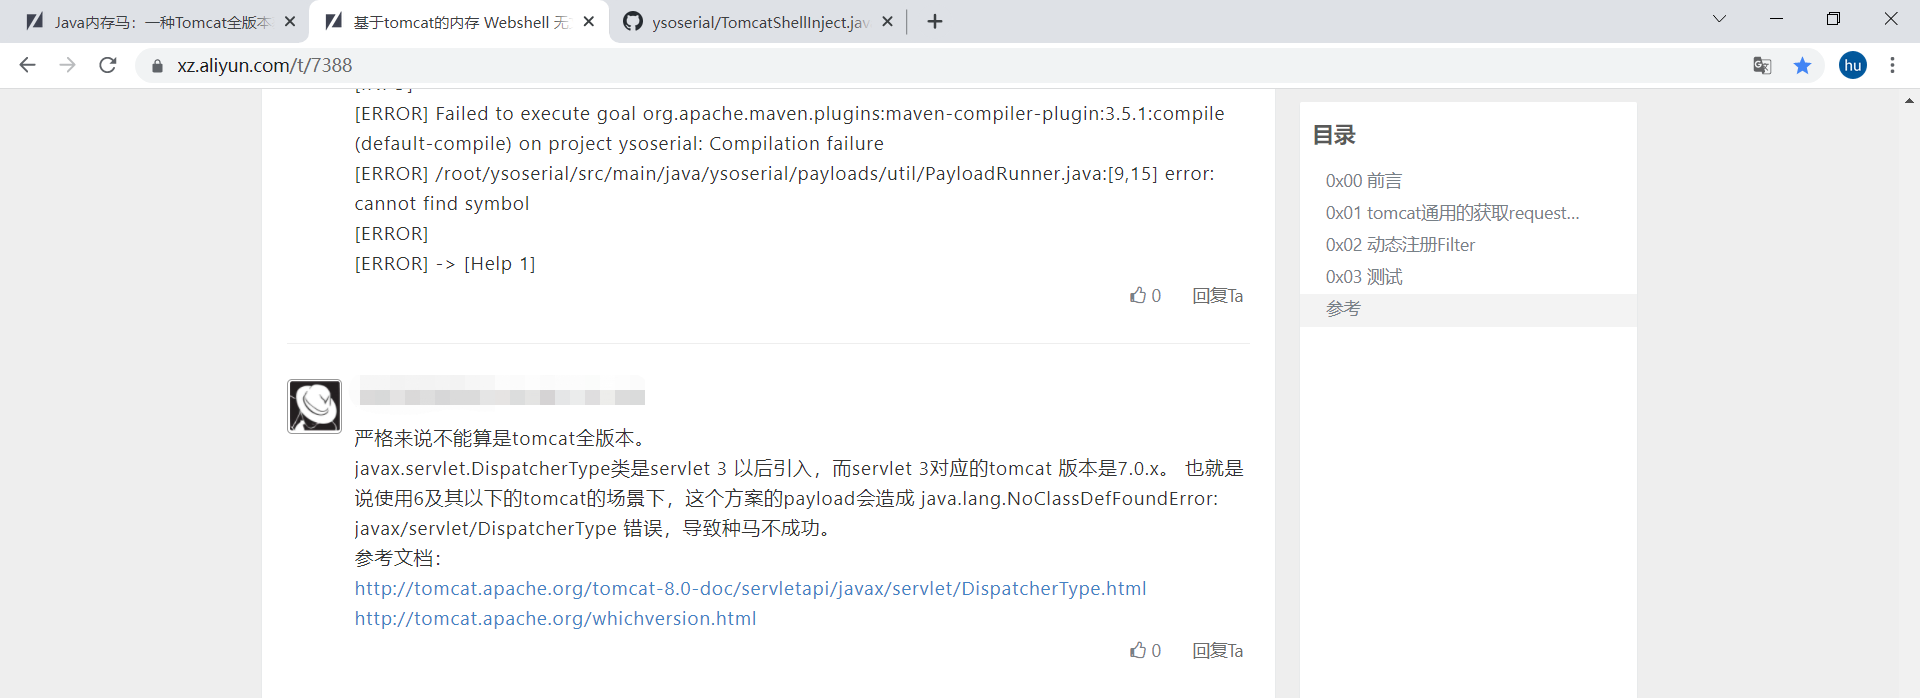 Java内存马：一种Tomcat全版本
基于tomcat的内存 Webshell 无
ysoserial/TomcatShellInject.jav
xz.aliyun.com/t/7388
hu
[ERROR] Failed to execute goal org.apache.maven.plugins:maven-compiler-plugin:3.5.1:compile
(default-compile) on project ysoserial: Compilation failure
[ERROR] /root/ysoserial/src/main/java/ysoserial/payloads/util/PayloadRunner.java:[9,15] error:
cannot find symbol
[ERROR]
[ERROR] -> [Help 1]
0 回复Ta
严格来说不能算是tomcat全版本。
javax.servlet.DispatcherType类是servlet 3 以后引入，而servlet 3对应的tomcat 版本是7.0.x。 也就是
说使用6及其以下的tomcat的场景下，这个方案的payload会造成 java.lang.NoClassDefFoundError:
javax/servlet/DispatcherType 错误，导致种马不成功。
参考文档：
http://tomcat.apache.org/tomcat-8.0-doc/servletapi/javax/servlet/DispatcherType.html
http://tomcat.apache.org/whichversion.html
0 回复Ta
目录
0x00 前言
0x01 tomcat通用的获取request...
0x02 动态注册Filter
0x03 测试
参考